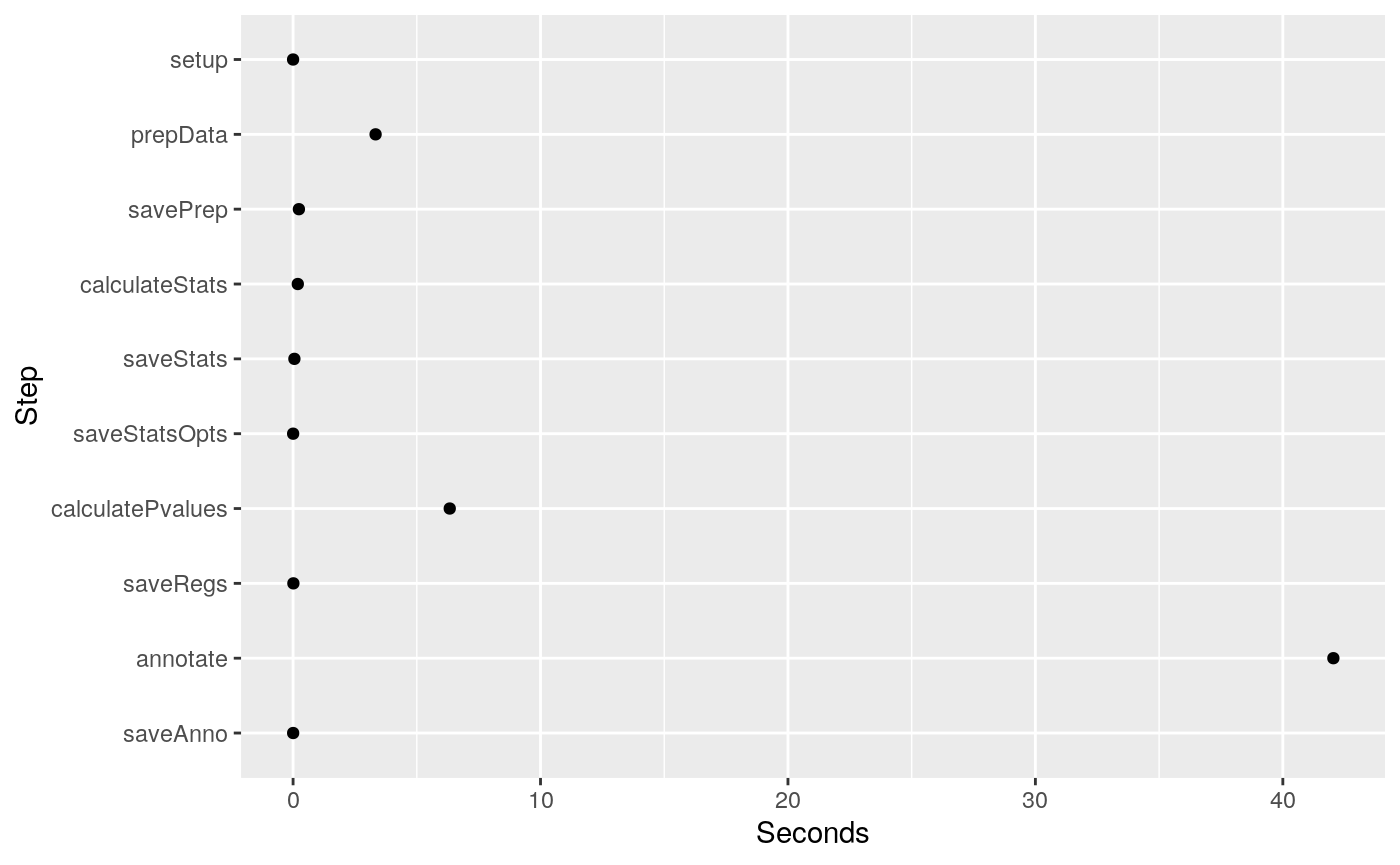 setup
prepData
savePrep
calculateStats
saveStats
saveStatsOpts
calculatePvalues
saveRegs
annotate
saveAnno
Step
0 10 20 30 40
Seconds